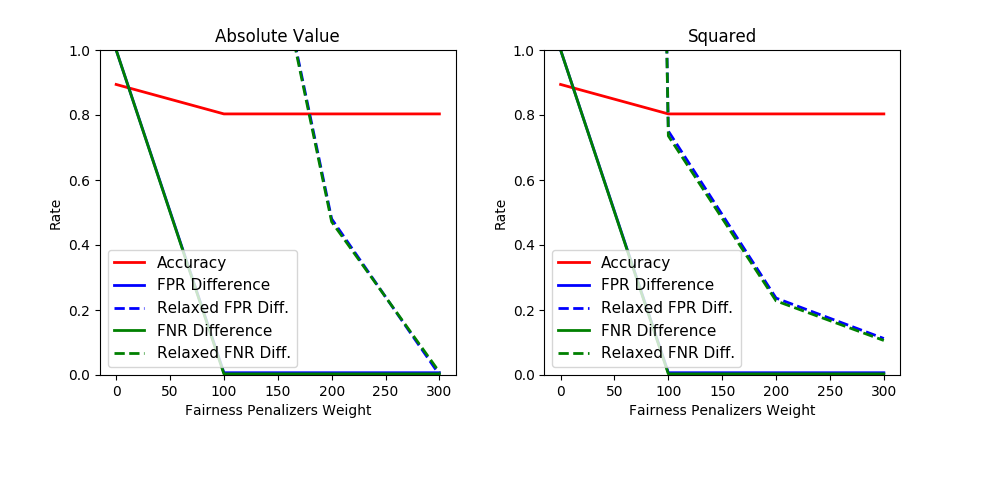 Absolute Value
1.0
0.8
0.6
0.4
0.2
0.0
Rate
Accuracy
FPR Difference
Relaxed FPR Diff.
FNR Difference
Relaxed FNR Diff.
0 50 100 150 200 250 300
Fairness Penalizers Weight
Squared
1.0
0.8
0.6
0.4
0.2
0.0
Rate
Accuracy
FPR Difference
Relaxed FPR Diff.
FNR Difference
Relaxed FNR Diff.
0 50 100 150 200 250 300
Fairness Penalizers Weight